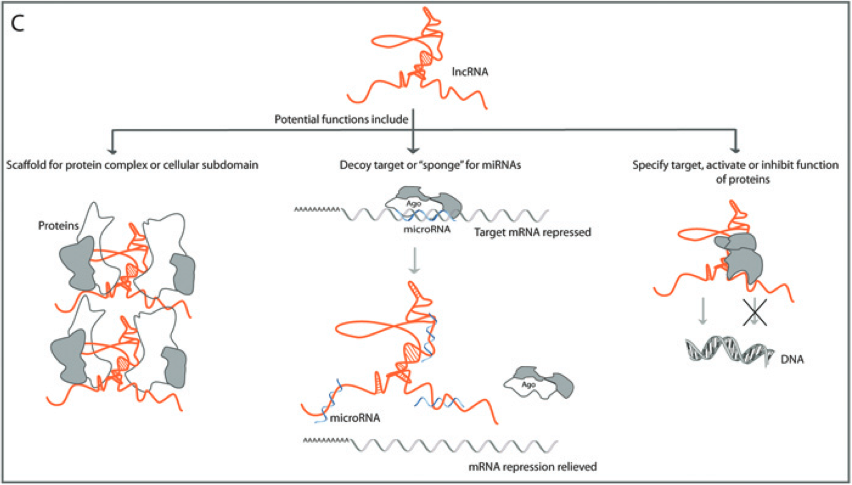 C
lncRNA
Potential functions include
Scaffold for protein complex or cellular subdomain
Decoy target or "sponge" for miRNAs
Specify target, activate or inhibit function
of proteins
Proteins
Ago
microRNA
Target mRNA repressed
Ago
microRNA
mRNA repression relieved
DNA